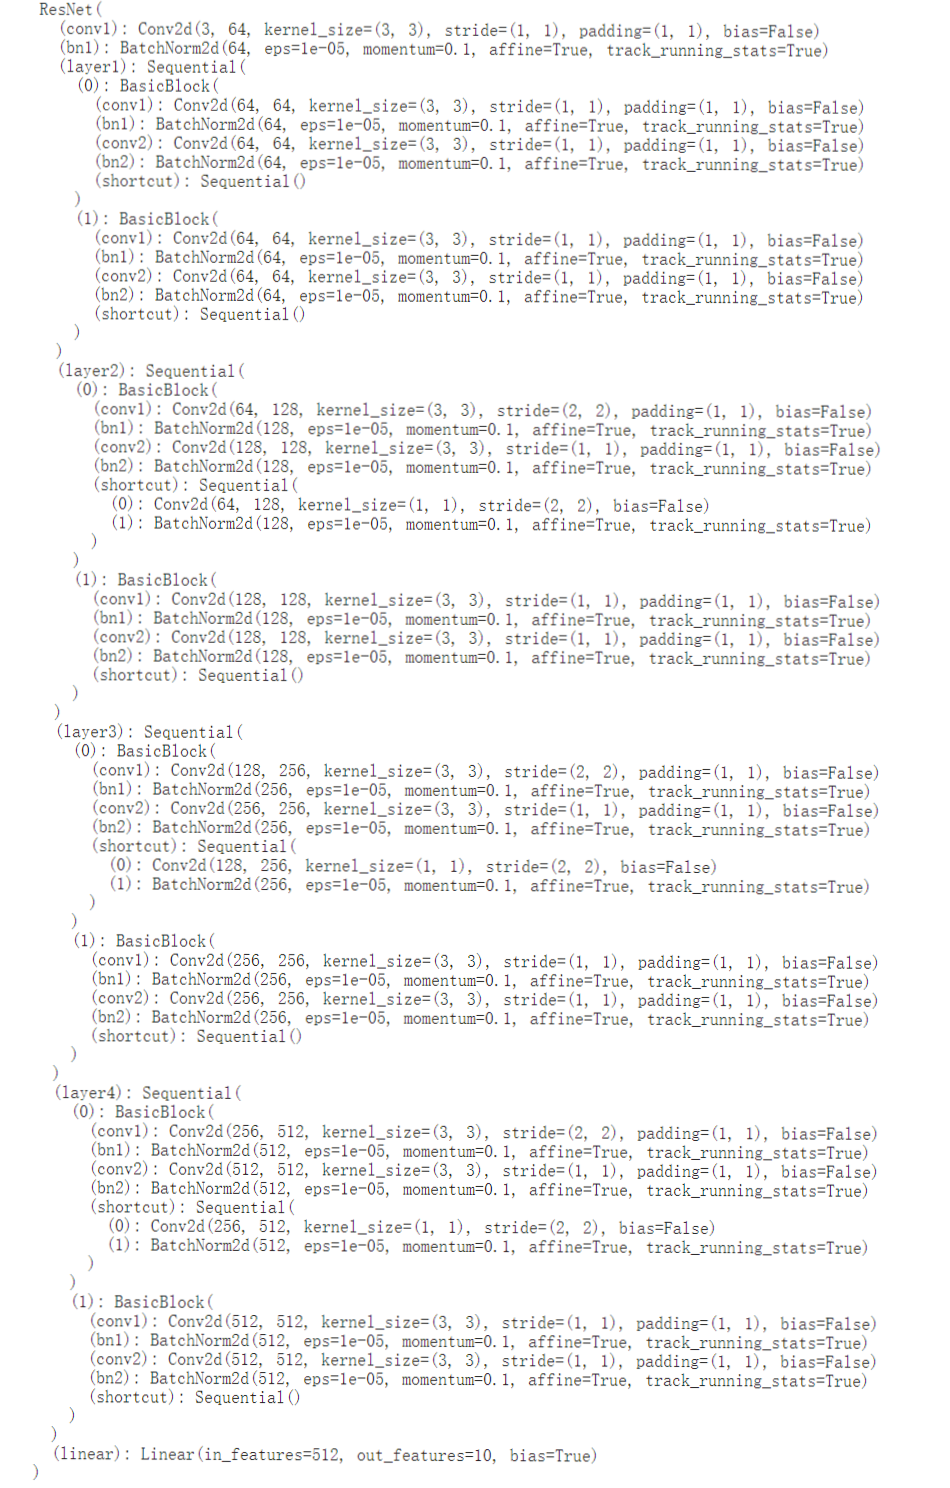 ResNet(
  (conv1): Conv2d(3, 64, kernel_size=(3, 3), stride=(1, 1), padding=(1, 1), bias=False)
  (bn1): BatchNorm2d(64, eps=1e-05, momentum=0.1, affine=True, track_running_stats=True)
  (layer1): Sequential(
    (0): BasicBlock(
      (conv1): Conv2d(64, 64, kernel_size=(3, 3), stride=(1, 1), padding=(1, 1), bias=False)
      (bn1): BatchNorm2d(64, eps=1e-05, momentum=0.1, affine=True, track_running_stats=True)
      (conv2): Conv2d(64, 64, kernel_size=(3, 3), stride=(1, 1), padding=(1, 1), bias=False)
      (bn2): BatchNorm2d(64, eps=1e-05, momentum=0.1, affine=True, track_running_stats=True)
      (shortcut): Sequential()
    )
    (1): BasicBlock(
      (conv1): Conv2d(64, 64, kernel_size=(3, 3), stride=(1, 1), padding=(1, 1), bias=False)
      (bn1): BatchNorm2d(64, eps=1e-05, momentum=0.1, affine=True, track_running_stats=True)
      (conv2): Conv2d(64, 64, kernel_size=(3, 3), stride=(1, 1), padding=(1, 1), bias=False)
      (bn2): BatchNorm2d(64, eps=1e-05, momentum=0.1, affine=True, track_running_stats=True)
      (shortcut): Sequential()
    )
  )
  (layer2): Sequential(
    (0): BasicBlock(
      (conv1): Conv2d(64, 128, kernel_size=(3, 3), stride=(2, 2), padding=(1, 1), bias=False)
      (bn1): BatchNorm2d(128, eps=1e-05, momentum=0.1, affine=True, track_running_stats=True)
      (conv2): Conv2d(128, 128, kernel_size=(3, 3), stride=(1, 1), padding=(1, 1), bias=False)
      (bn2): BatchNorm2d(128, eps=1e-05, momentum=0.1, affine=True, track_running_stats=True)
      (shortcut): Sequential(
        (0): Conv2d(64, 128, kernel_size=(1, 1), stride=(2, 2), bias=False)
        (1): BatchNorm2d(128, eps=1e-05, momentum=0.1, affine=True, track_running_stats=True)
      )
    )
    (1): BasicBlock(
      (conv1): Conv2d(128, 128, kernel_size=(3, 3), stride=(1, 1), padding=(1, 1), bias=False)
      (bn1): BatchNorm2d(128, eps=1e-05, momentum=0.1, affine=True, track_running_stats=True)
      (conv2): Conv2d(128, 128, kernel_size=(3, 3), stride=(1, 1), padding=(1, 1), bias=False)
      (bn2): BatchNorm2d(128, eps=1e-05, momentum=0.1, affine=True, track_running_stats=True)
      (shortcut): Sequential()
    )
  )
  (layer3): Sequential(
    (0): BasicBlock(
      (conv1): Conv2d(128, 256, kernel_size=(3, 3), stride=(2, 2), padding=(1, 1), bias=False)
      (bn1): BatchNorm2d(256, eps=1e-05, momentum=0.1, affine=True, track_running_stats=True)
      (conv2): Conv2d(256, 256, kernel_size=(3, 3), stride=(1, 1), padding=(1, 1), bias=False)
      (bn2): BatchNorm2d(256, eps=1e-05, momentum=0.1, affine=True, track_running_stats=True)
      (shortcut): Sequential(
        (0): Conv2d(128, 256, kernel_size=(1, 1), stride=(2, 2), bias=False)
        (1): BatchNorm2d(256, eps=1e-05, momentum=0.1, affine=True, track_running_stats=True)
      )
    )
    (1): BasicBlock(
      (conv1): Conv2d(256, 256, kernel_size=(3, 3), stride=(1, 1), padding=(1, 1), bias=False)
      (bn1): BatchNorm2d(256, eps=1e-05, momentum=0.1, affine=True, track_running_stats=True)
      (conv2): Conv2d(256, 256, kernel_size=(3, 3), stride=(1, 1), padding=(1, 1), bias=False)
      (bn2): BatchNorm2d(256, eps=1e-05, momentum=0.1, affine=True, track_running_stats=True)
      (shortcut): Sequential()
    )
  )
  (layer4): Sequential(
    (0): BasicBlock(
      (conv1): Conv2d(256, 512, kernel_size=(3, 3), stride=(2, 2), padding=(1, 1), bias=False)
      (bn1): BatchNorm2d(512, eps=1e-05, momentum=0.1, affine=True, track_running_stats=True)
      (conv2): Conv2d(512, 512, kernel_size=(3, 3), stride=(1, 1), padding=(1, 1), bias=False)
      (bn2): BatchNorm2d(512, eps=1e-05, momentum=0.1, affine=True, track_running_stats=True)
      (shortcut): Sequential(
        (0): Conv2d(256, 512, kernel_size=(1, 1), stride=(2, 2), bias=False)
        (1): BatchNorm2d(512, eps=1e-05, momentum=0.1, affine=True, track_running_stats=True)
      )
    )
    (1): BasicBlock(
      (conv1): Conv2d(512, 512, kernel_size=(3, 3), stride=(1, 1), padding=(1, 1), bias=False)
      (bn1): BatchNorm2d(512, eps=1e-05, momentum=0.1, affine=True, track_running_stats=True)
      (conv2): Conv2d(512, 512, kernel_size=(3, 3), stride=(1, 1), padding=(1, 1), bias=False)
      (bn2): BatchNorm2d(512, eps=1e-05, momentum=0.1, affine=True, track_running_stats=True)
      (shortcut): Sequential()
    )
  )
  (linear): Linear(in_features=512, out_features=10, bias=True)
)